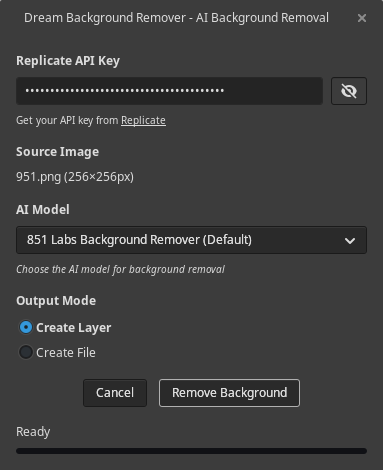 Dream Background Remover - AI Background Removal
Replicate API Key
••••••••••••••••••••••••••••••••••••••••
Get your API key from Replicate
Source Image
951.png (256×256px)
AI Model
851 Labs Background Remover (Default)
Choose the AI model for background removal
Output Mode
Create Layer
Create File
Cancel Remove Background
Ready